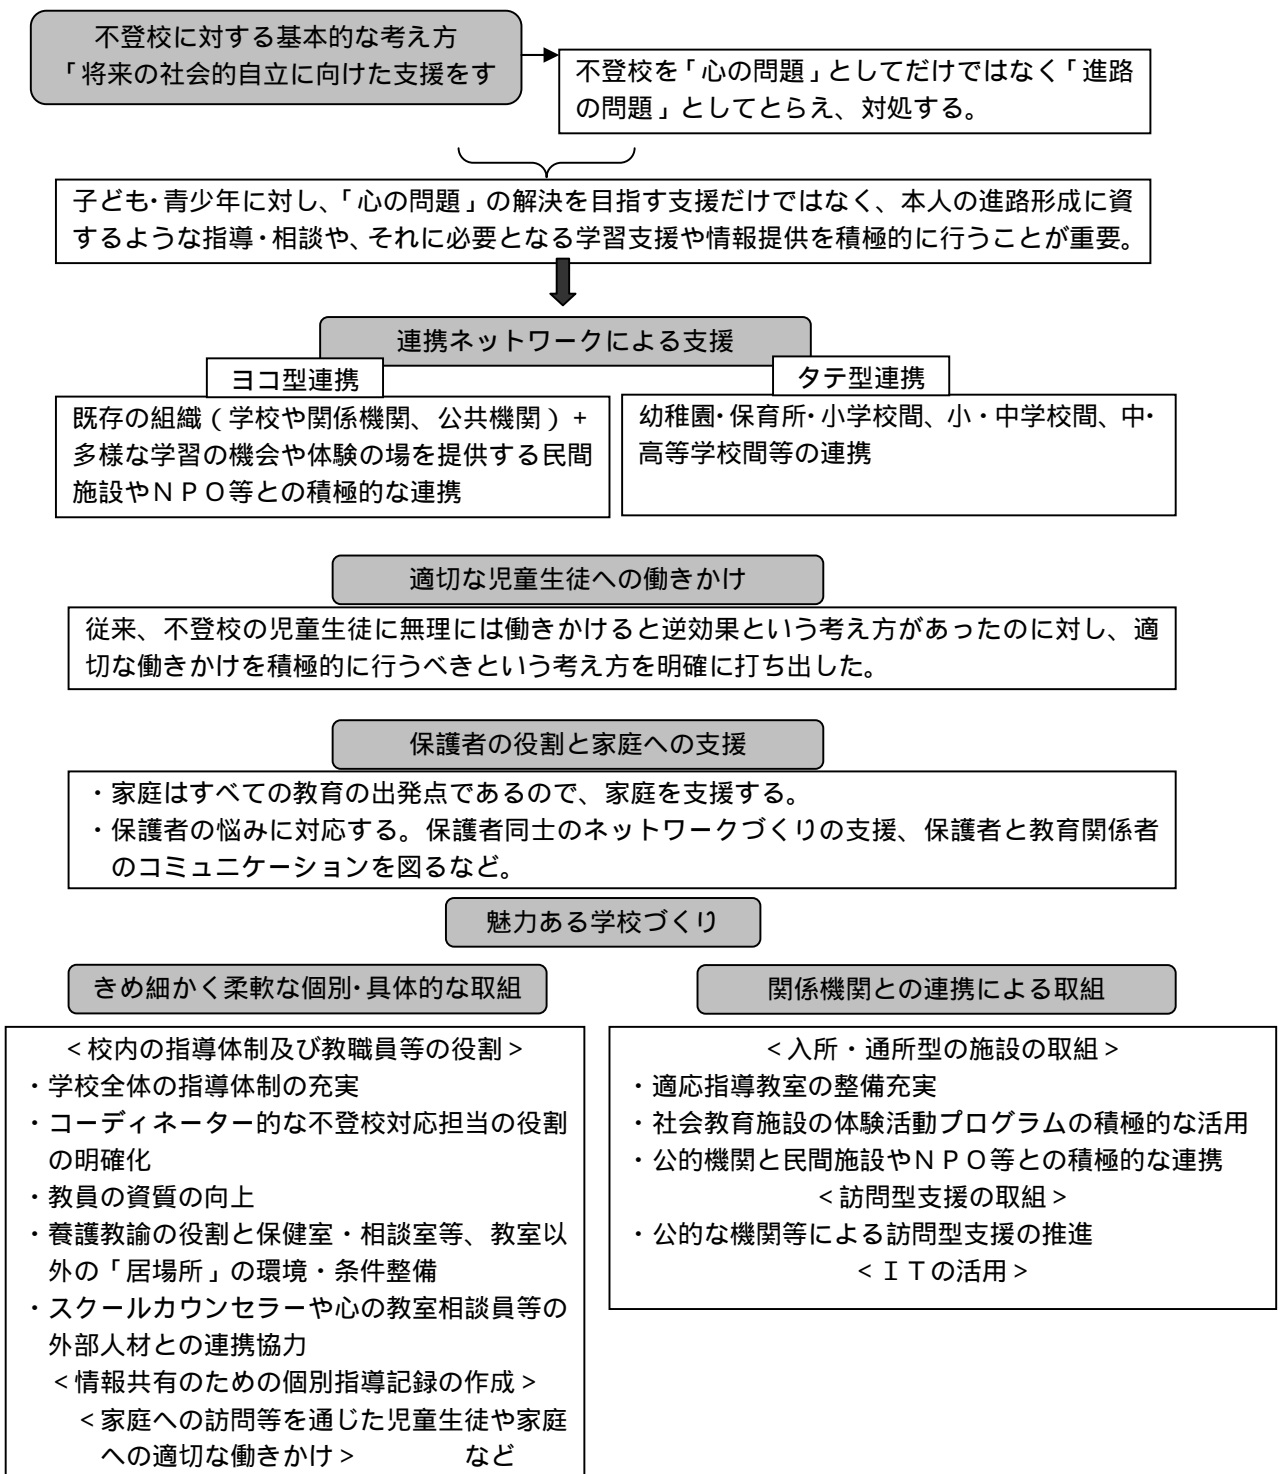 不登校に対する基本的な考え方
「将来の社会的自立に向けた支援をす
不登校を「心の問題」としてだけではなく「進路
の問題」としてとらえ、対処する。
子ども・青少年に対し、「心の問題」の解決を目指す支援だけではなく、本人の進路形成に資
するような指導・相談や、それに必要となる学習支援や情報提供を積極的に行うことが重要。
連携ネットワークによる支援
ヨコ型連携
既存の組織(学校や関係機関、公共機関)+
多様な学習の機会や体験の場を提供する民間
施設やNPO等との積極的な連携
タテ型連携
幼稚園・保育所・小学校間、小・中学校間、中・
高等学校間等の連携
適切な児童生徒への働きかけ
従来、不登校の児童生徒に無理には働きかけると逆効果という考え方があったのに対し、適
切な働きかけを積極的に行うべきという考え方を明確に打ち出した。
保護者の役割と家庭への支援
・家庭はすべての教育の出発点であるので、家庭を支援する。
・保護者の悩みに対応する。保護者同士のネットワークづくりの支援、保護者と教育関係者
のコミュニケーションを図るなど。
魅力ある学校づくり
きめ細かく柔軟な個別・具体的な取組
<校内の指導体制及び教職員等の役割>
・学校全体の指導体制の充実
・コーディネーター的な不登校対応担当の役割
の明確化
・教員の資質の向上
・養護教諭の役割と保健室・相談室等、教室以
外の「居場所」の環境・条件整備
・スクールカウンセラーや心の教室相談員等の
外部人材との連携協力
<情報共有のための個別指導記録の作成>
<家庭への訪問等を通じた児童生徒や家庭
への適切な働きかけ> など
関係機関との連携による取組
<入所・通所型の施設の取組>
・適応指導教室の整備充実
・社会教育施設の体験活動プログラムの積極的な活用
・公的機関と民間施設やNPO等との積極的な連携
<訪問型支援の取組>
・公的な機関等による訪問型支援の推進
<ITの活用>